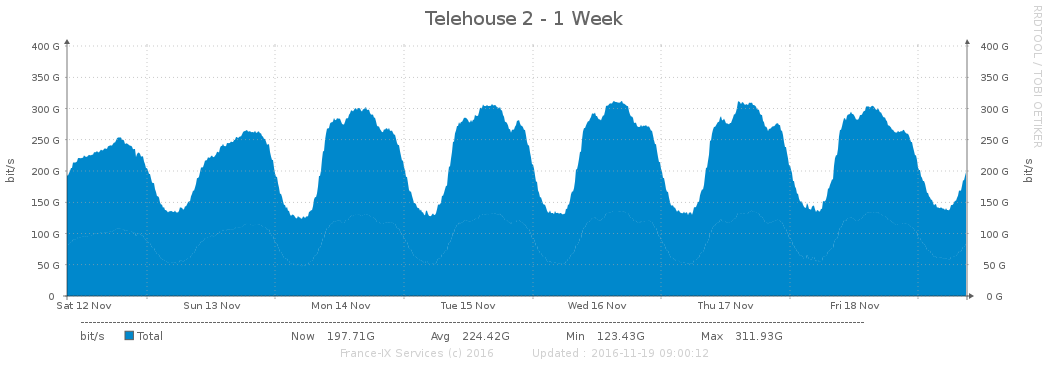 Telehouse 2 - 1 Week
RRDTOOL / TOBI OETIKER
400 G 400 G
350 G 350 G
300 G 300 G
250 G 250 G
200 G 200 G
150 G 150 G
100 G 100 G
50 G 50 G
0 0 G
bit/s bit/s
Sat 12 Nov Sun 13 Nov Mon 14 Nov Tue 15 Nov Wed 16 Nov Thu 17 Nov Fri 18 Nov
bit/s Total Now 197.71G Avg 224.42G Min 123.43G Max 311.93G
France-IX Services (c) 2016 Updated : 2016-11-19 09:00:12